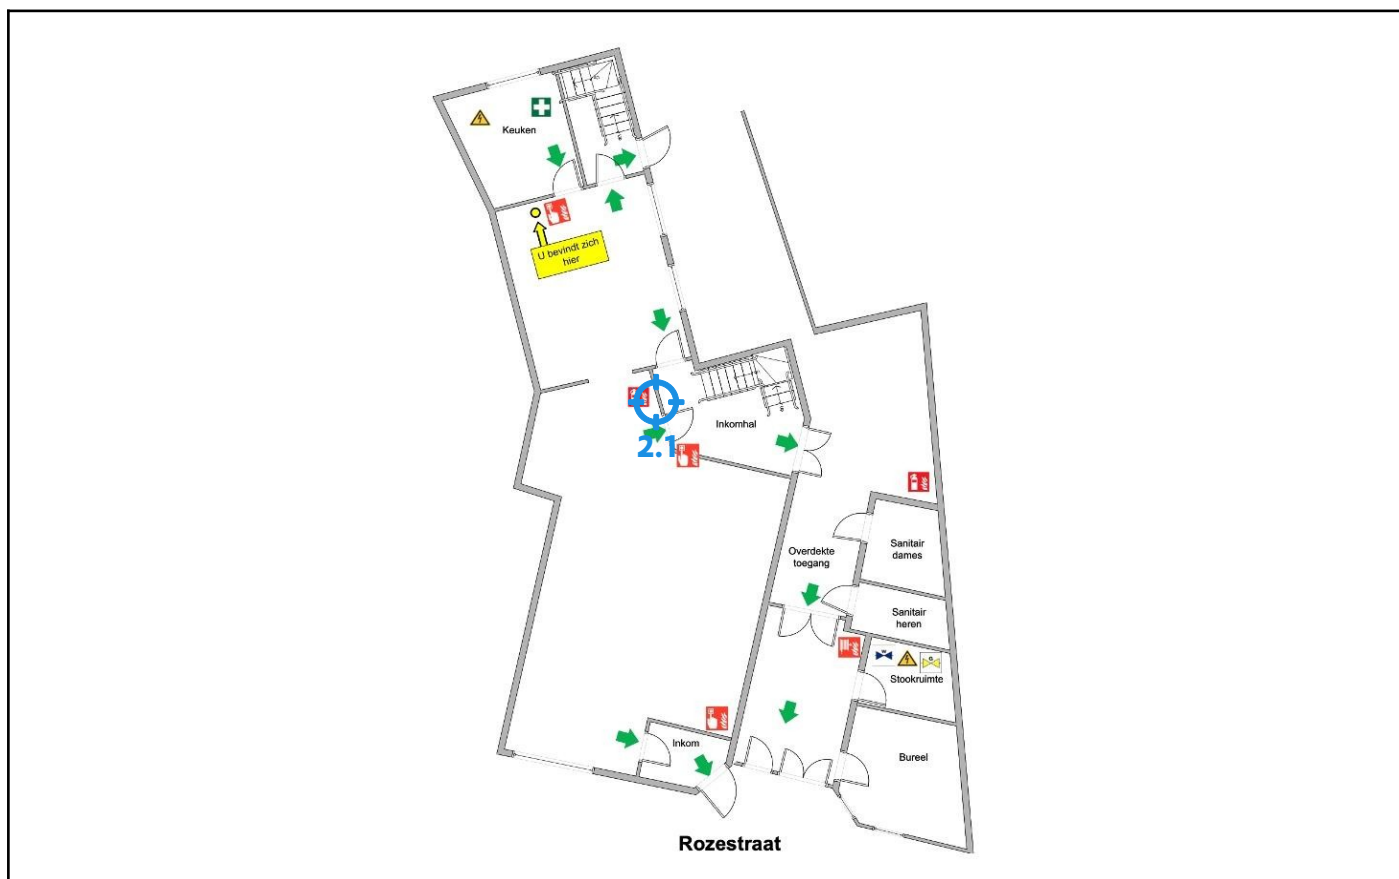 Keuken
U bevindt zich
hier
2.1
Inkomhal
Sanitair
dames
Overdekte
toegang
Sanitair
heren
Stookruimte
Inkom
Bureel
Rozestraat